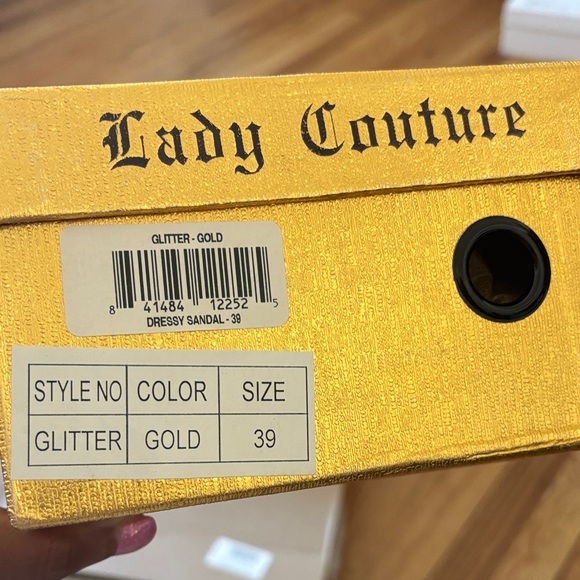 Lady Couture
GLITTER - GOLD
8 41484 12252 5
DRESSY SANDAL - 39
STYLE NO COLOR SIZE
GLITTER GOLD 39